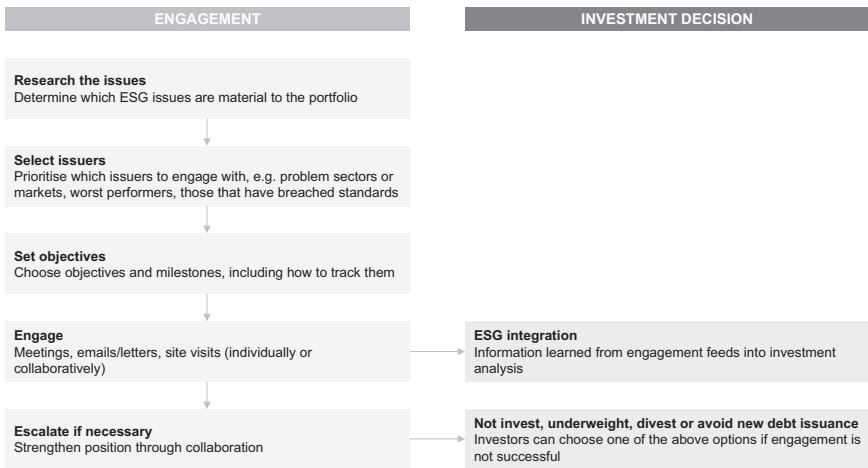 ENGAGEMENT
INVESTMENT DECISION
Research the issues
Determine which ESG issues are material to the portfolio
Select issuers
Prioritise which issuers to engage with, e.g. problem sectors or
markets, worst performers, those that have breached standards
Set objectives
Choose objectives and milestones, including how to track them
Engage
Meetings, emails/letters, site visits (individually or
collaboratively)
ESG integration
Information learned from engagement feeds into investment
analysis
Escalate if necessary
Strengthen position through collaboration
Not invest, underweight, divest or avoid new debt issuance
Investors can choose one of the above options if engagement is
not successful